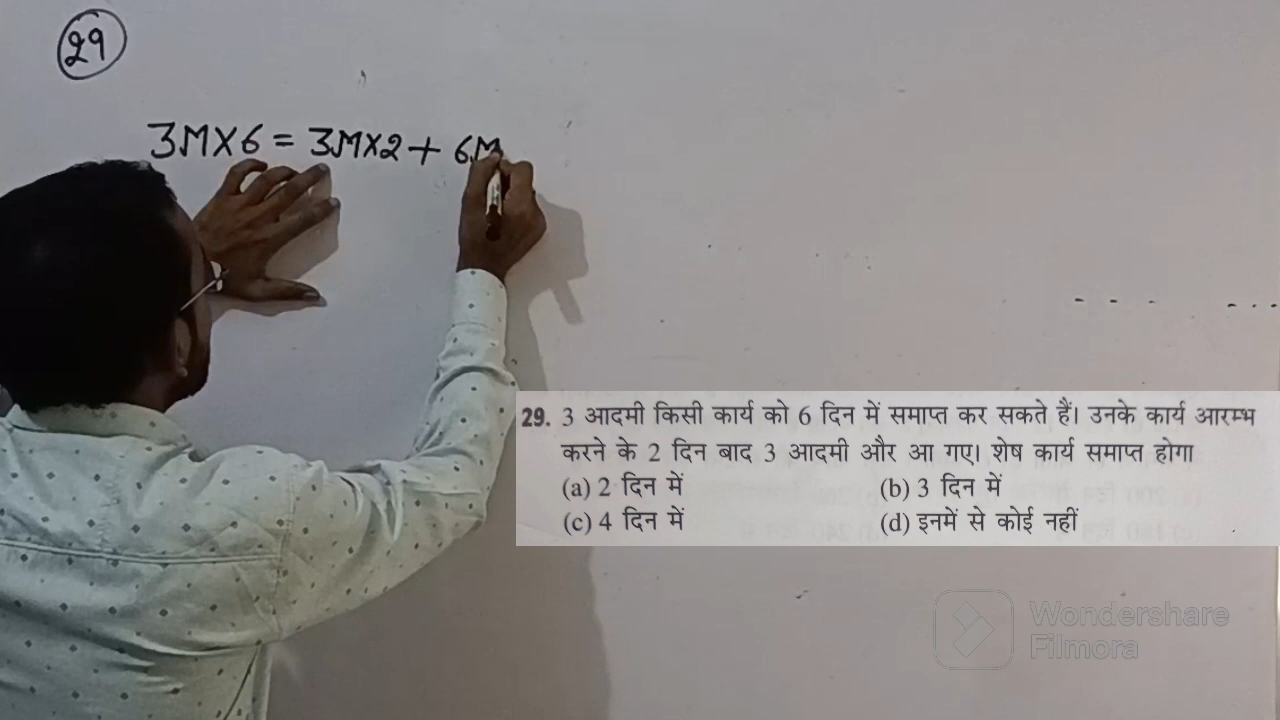 29
3M×6 = 3M×2 + 6M
29. 3 आदमी किसी कार्य को 6 दिन में समाप्त कर सकते हैं। उनके कार्य आरम्भ
करने के 2 दिन बाद 3 आदमी और आ गए। शेष कार्य समाप्त होगा
(a) 2 दिन में (b) 3 दिन में
(c) 4 दिन में (d) इनमें से कोई नहीं
Wondershare
Filmora